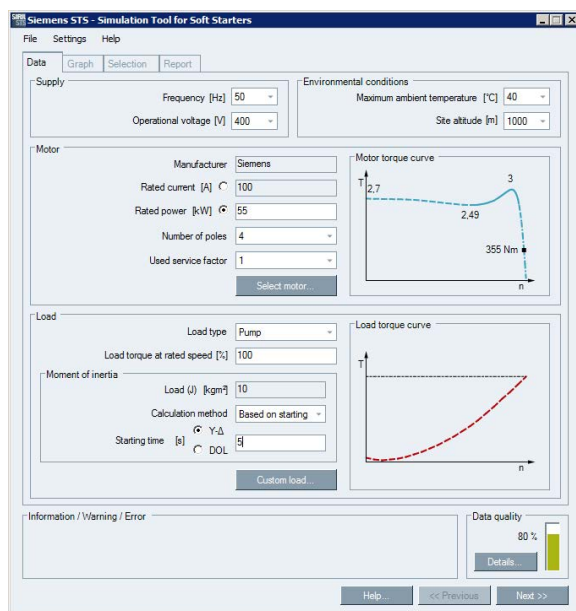 Siemens STS - Simulation Tool for Soft Starters
File Settings Help
Data Graph Selection Report
Supply
Frequency [Hz] 50
Operational voltage [V] 400
Environmental conditions
Maximum ambient temperature [°C] 40
Site altitude [m] 1000
Motor
Manufacturer Siemens
Rated current [A] 100
Rated power [kW] 55
Number of poles 4
Used service factor 1
Select motor...
Motor torque curve
T
2,7
3
2,49
355 Nm
n
Load
Load type Pump
Load torque at rated speed [%] 100
Moment of inertia
Load (J) [kgm²] 10
Calculation method Based on starting
Starting time [s] Y-Δ 5
DOL
Custom load...
Load torque curve
T
n
Information / Warning / Error
Data quality
80 %
Details...
Help... << Previous Next >>